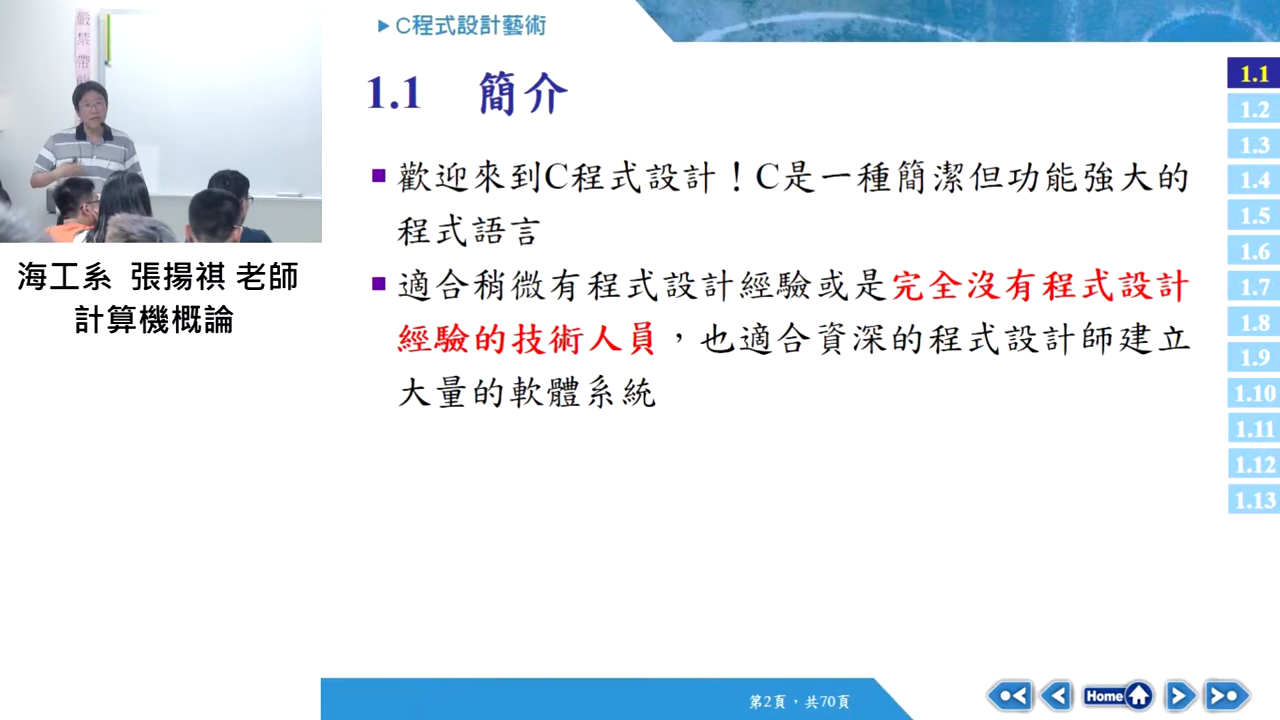 嚴
禁
帶
C程式設計藝術
1.1 簡介
歡迎來到C程式設計！C是一種簡潔但功能強大的
程式語言
適合稍微有程式設計經驗或是完全沒有程式設計
經驗的技術人員，也適合資深的程式設計師建立
大量的軟體系統
海工系 張揚祺 老師
計算機概論
1.1
1.2
1.3
1.4
1.5
1.6
1.7
1.8
1.9
1.10
1.11
1.12
1.13
第2頁，共70頁
Home